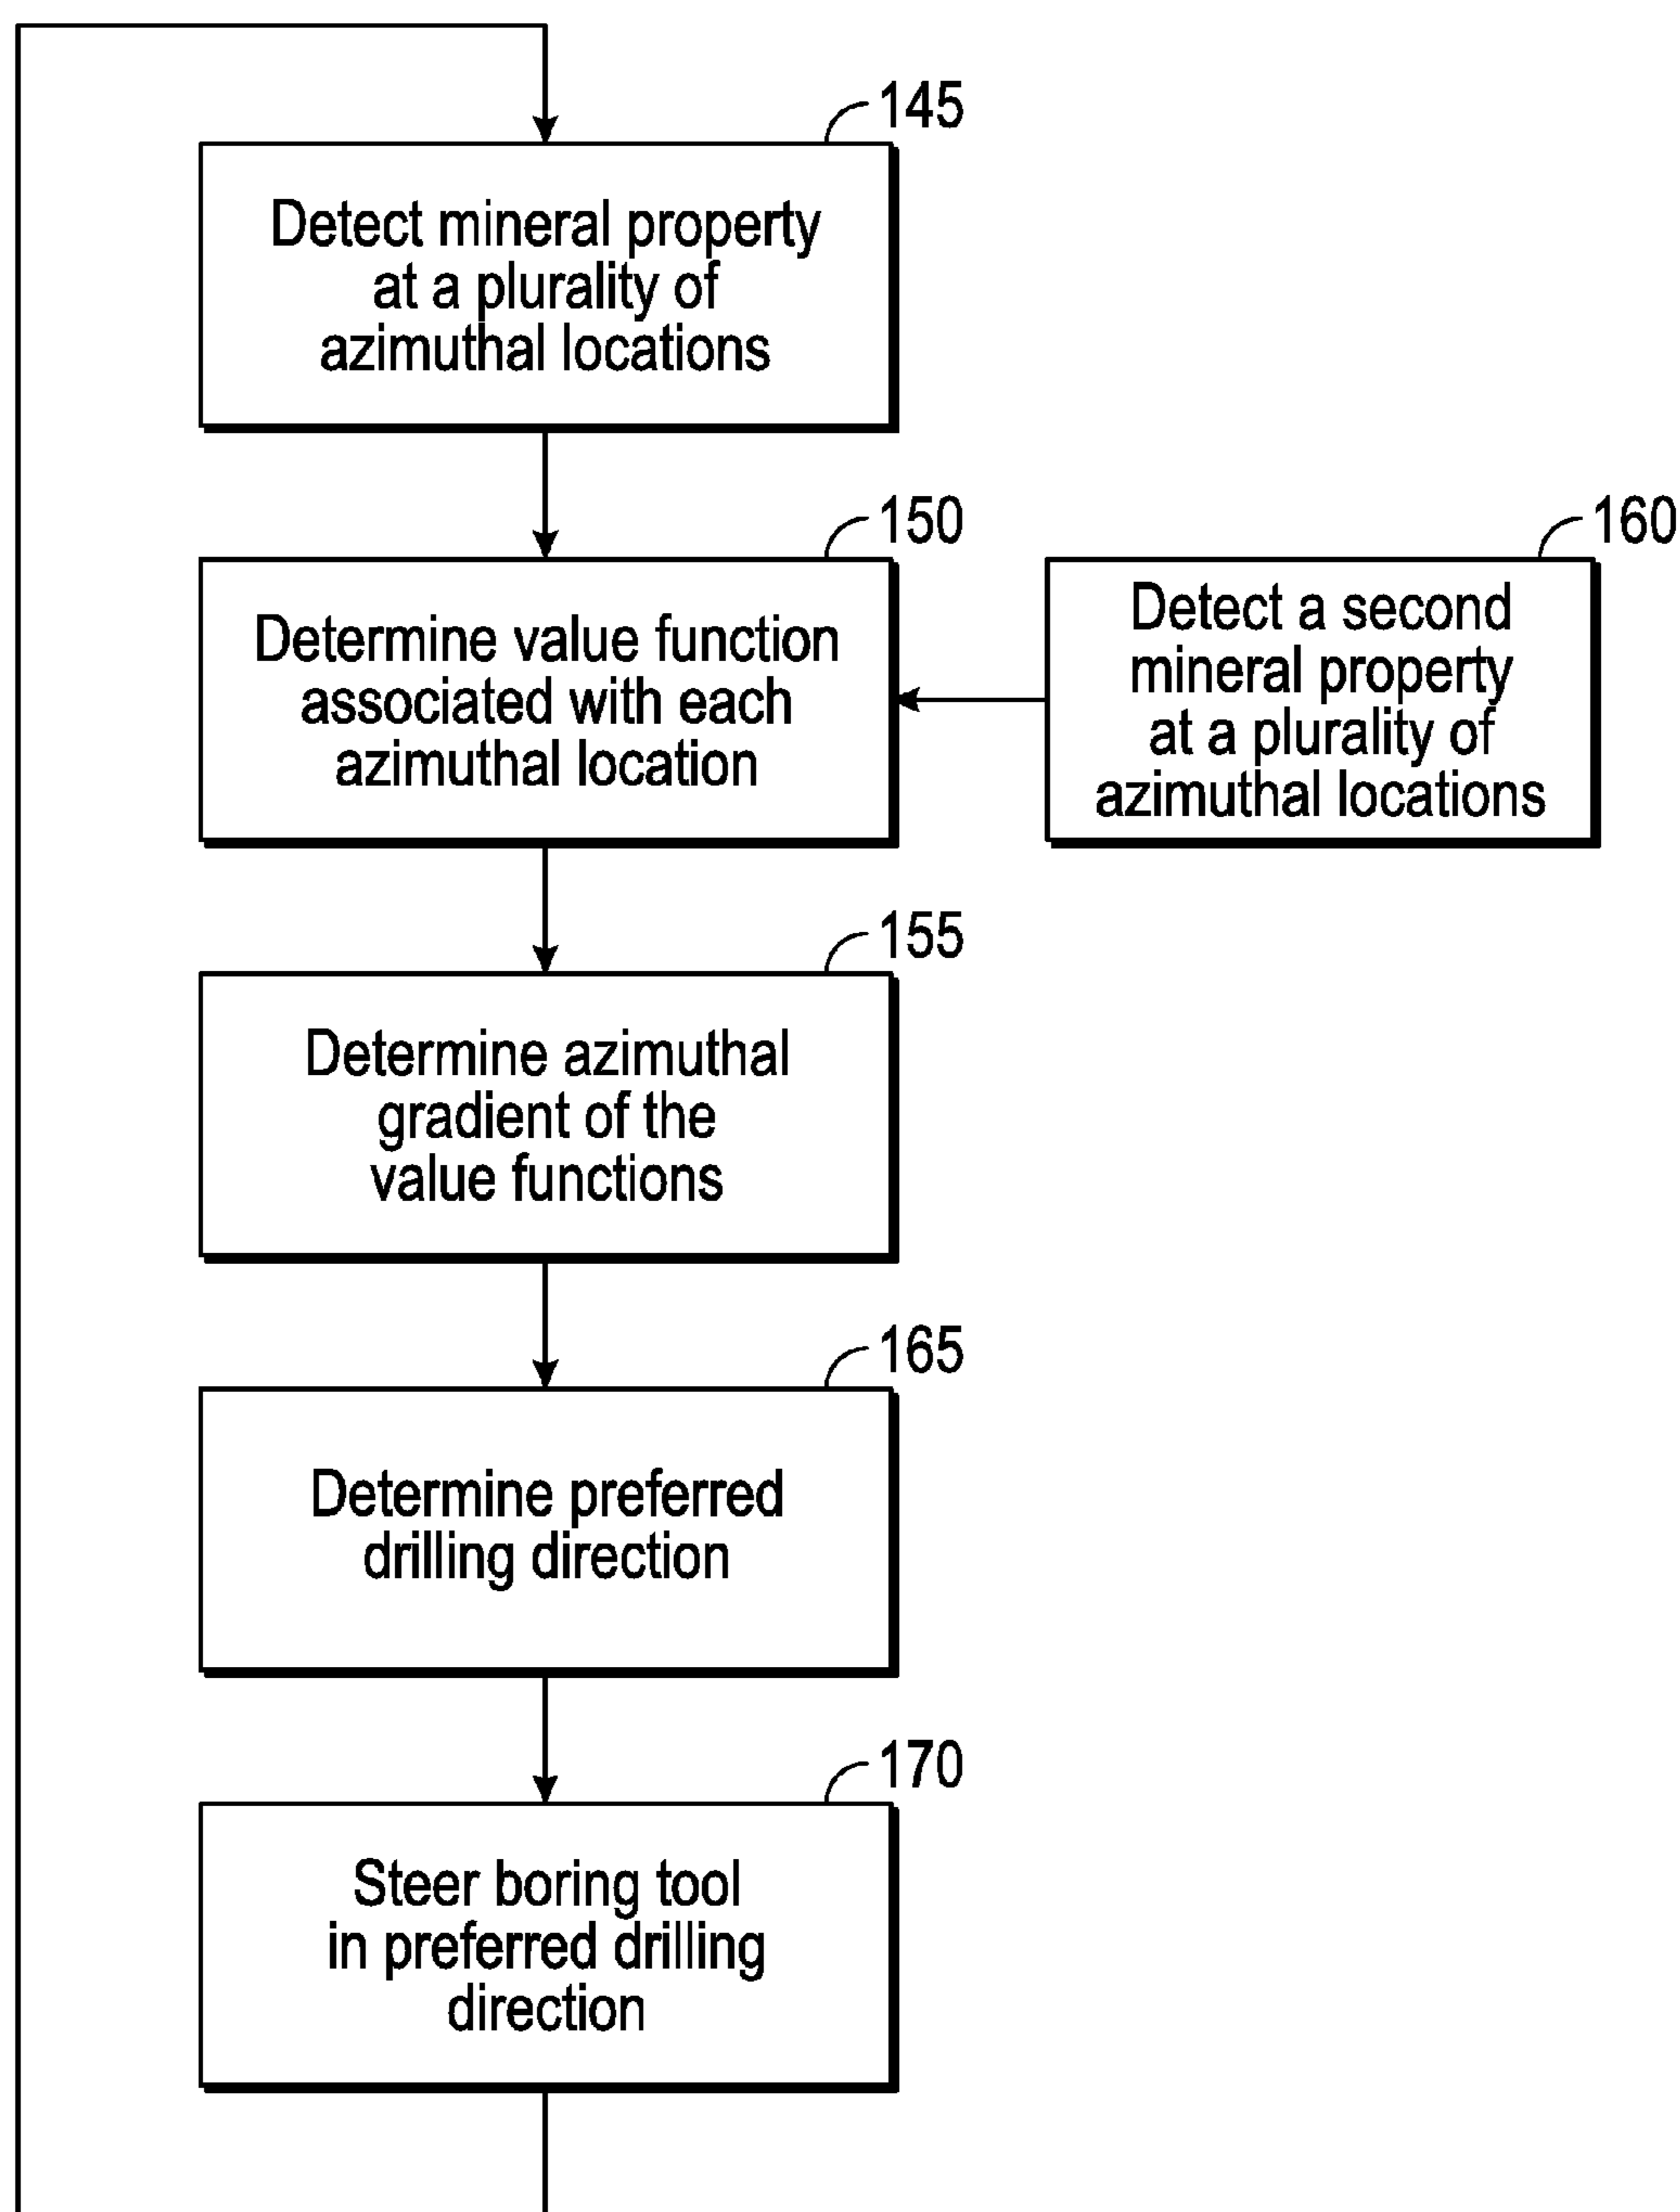 145
Detect mineral property
at a plurality of
azimuthal locations
150
Determine value function
associated with each
azimuthal location
160
Detect a second
mineral property
at a plurality of
azimuthal locations
155
Determine azimuthal
gradient of the
value functions
165
Determine preferred
drilling direction
170
Steer boring tool
in preferred drilling
direction